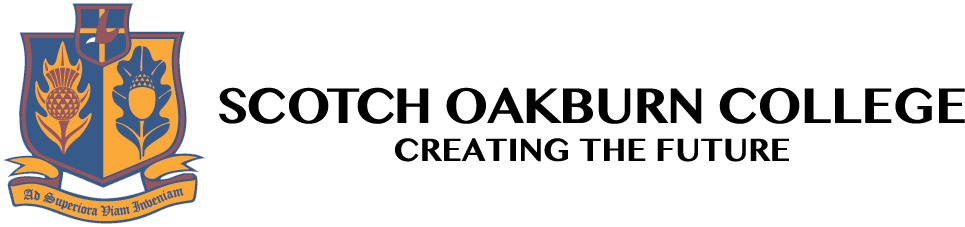 SCOTCH OAKBURN COLLEGE
CREATING THE FUTURE
Ad Superiora Viam Inveniam